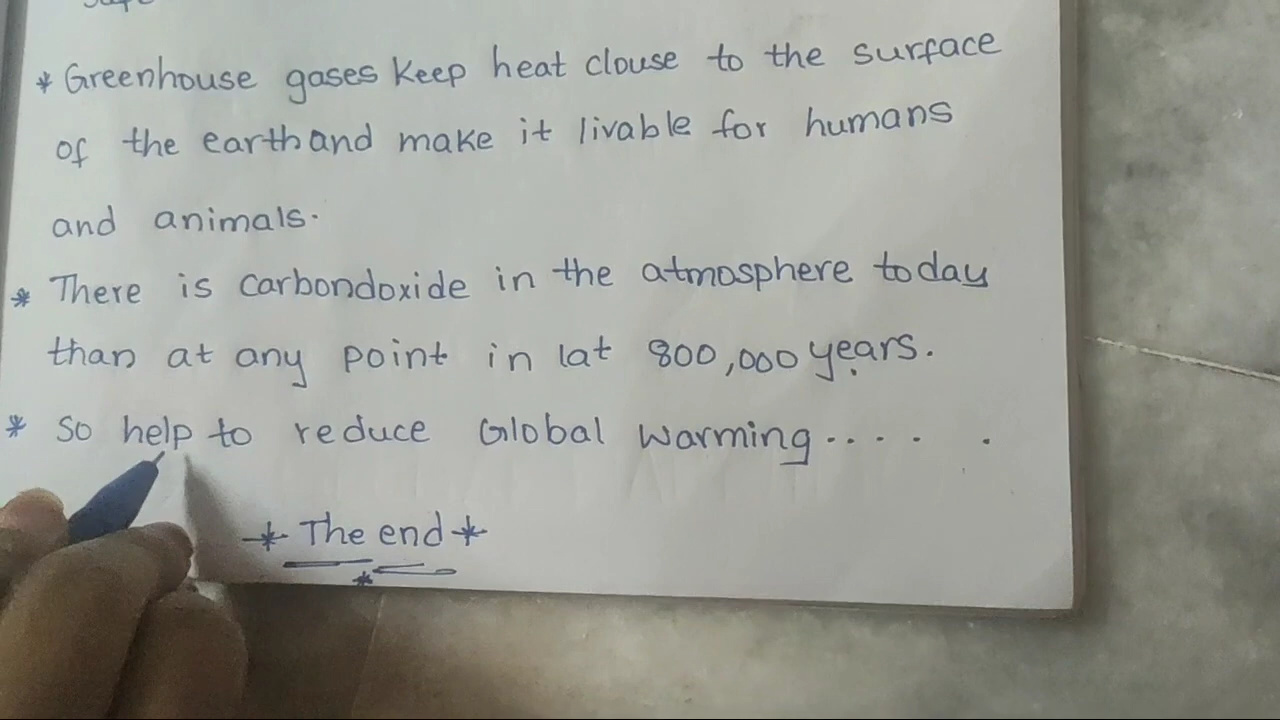 * Greenhouse gases keep heat clouse to the surface
of the earth and make it livable for humans
and animals.
* There is carbondoxide in the atmosphere today
than at any point in lat 800,000 years.
* So help to reduce Global warming.... .
* The end *